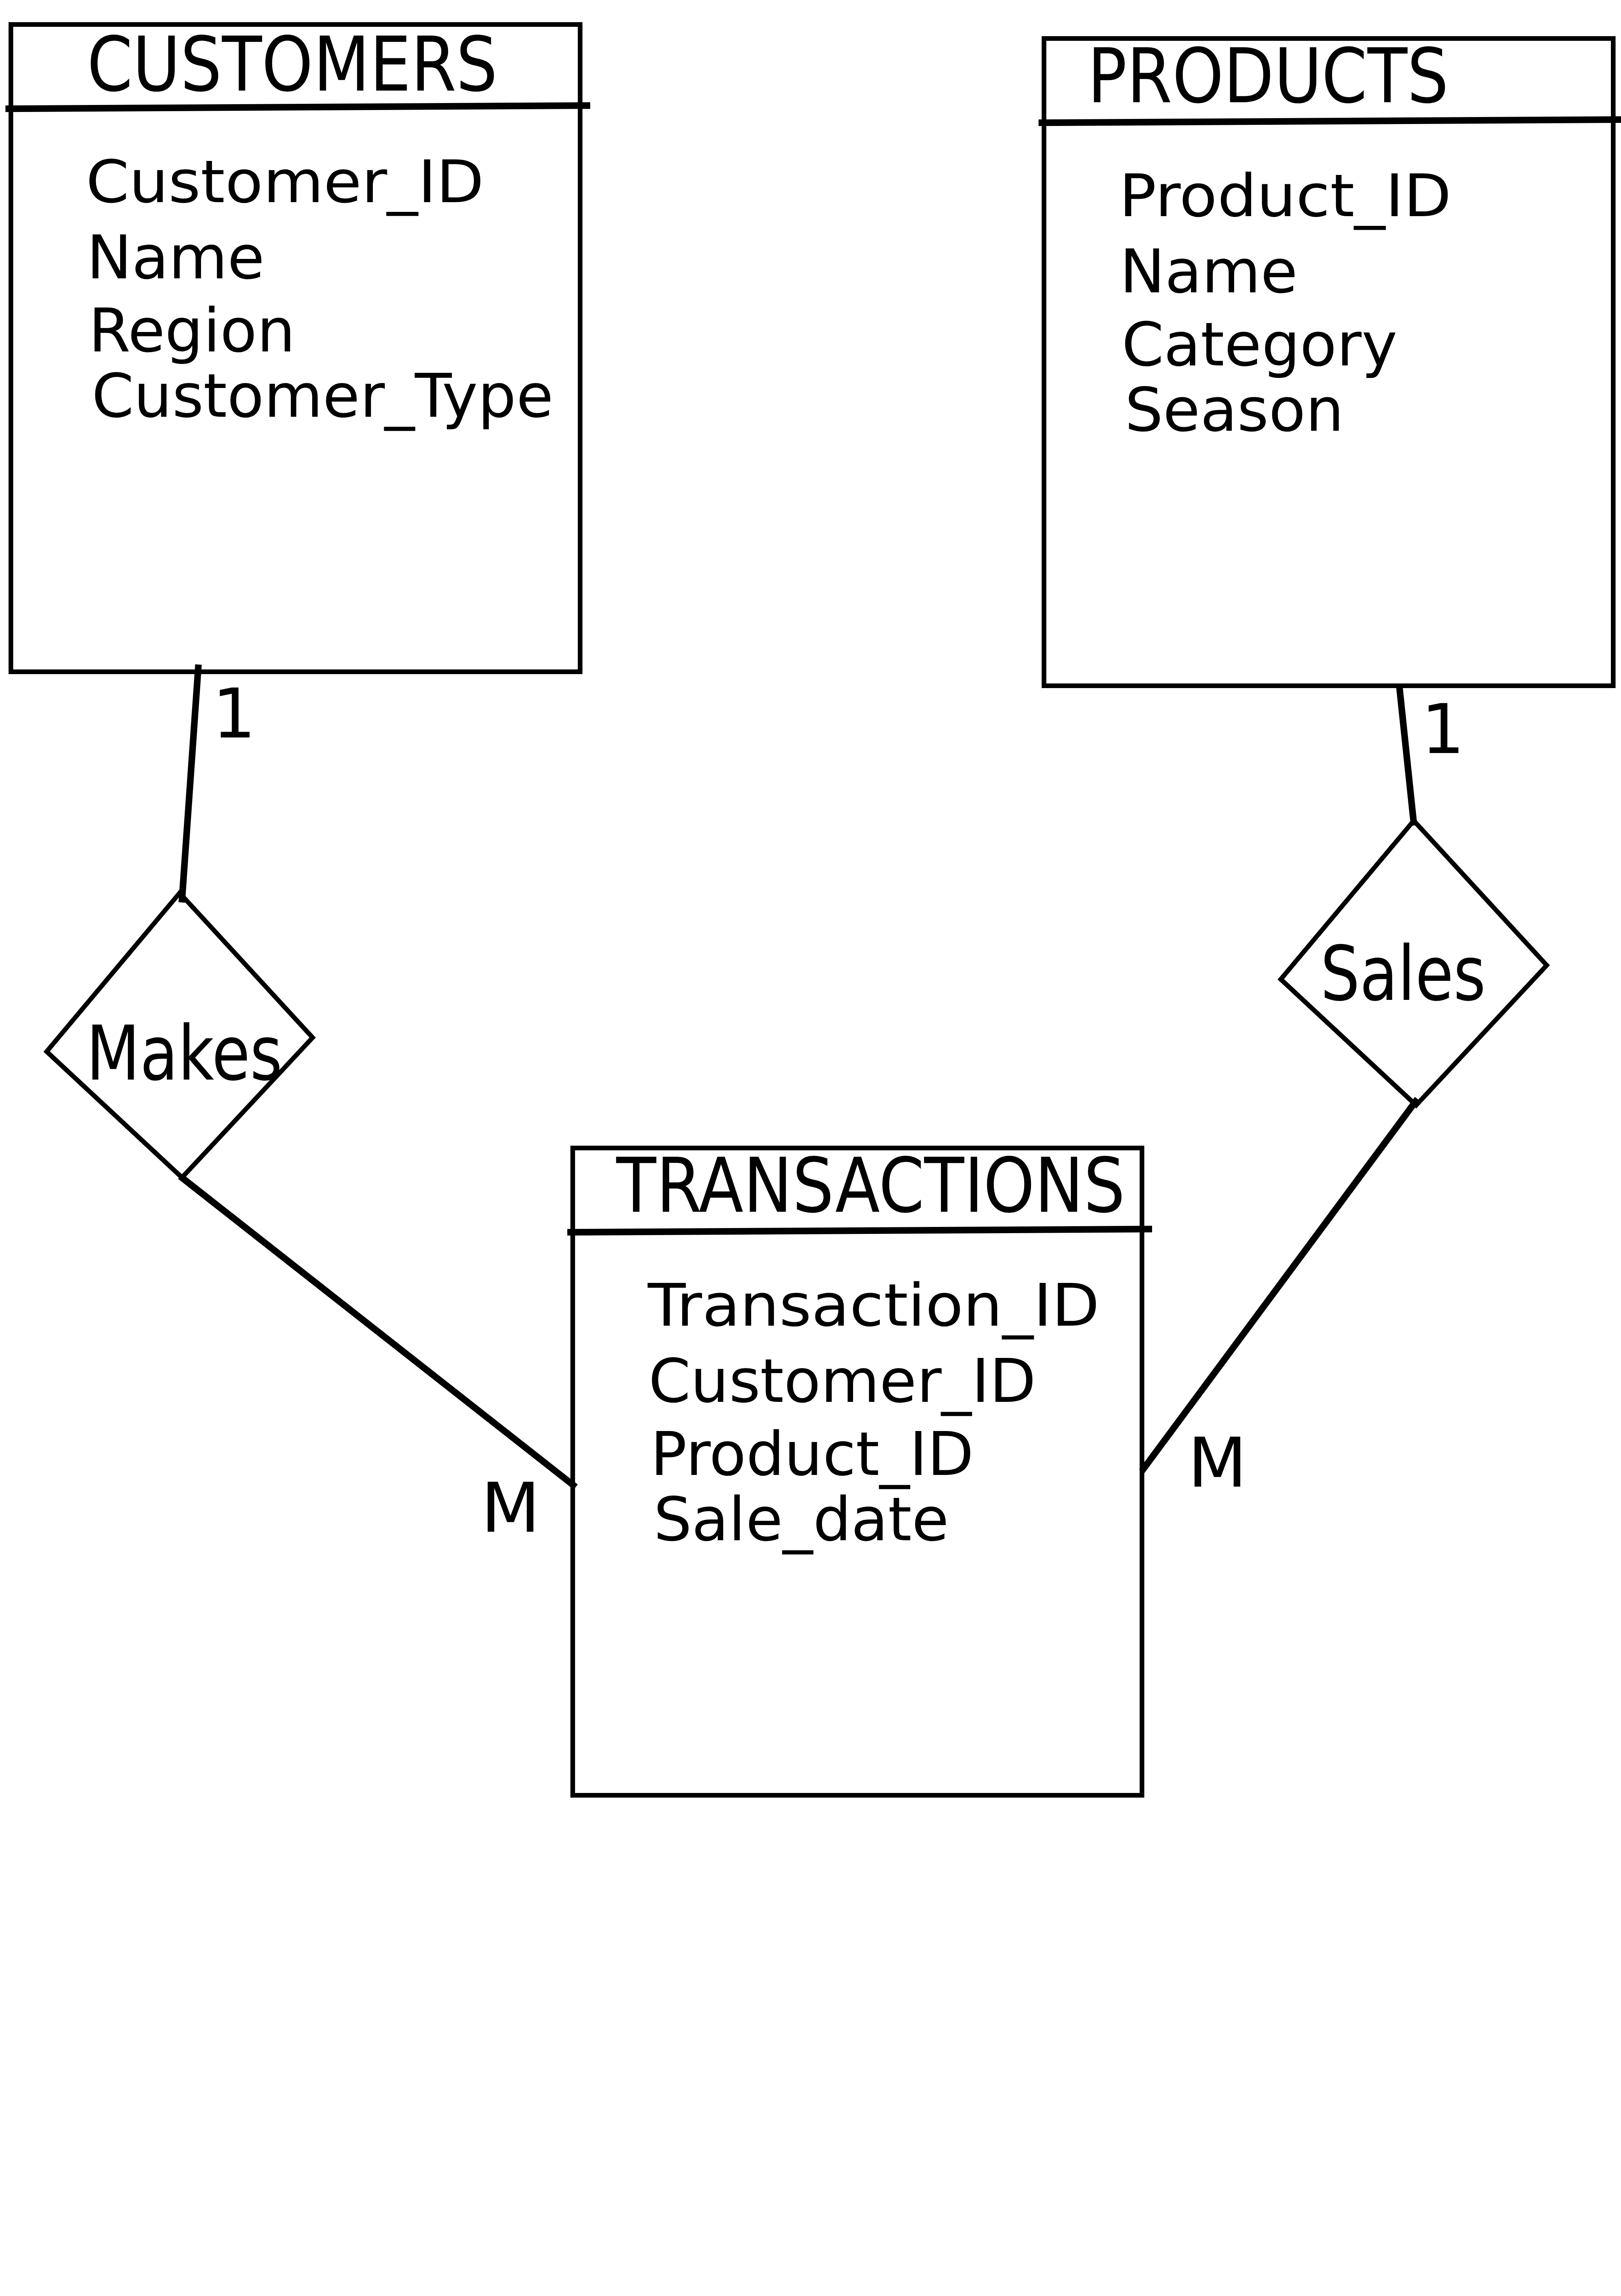 CUSTOMERS
Customer_ID
Name
Region
Customer_Type
PRODUCTS
Product_ID
Name
Category
Season
1
1
Makes
Sales
TRANSACTIONS
Transaction_ID
Customer_ID
Product_ID
Sale_date
M
M